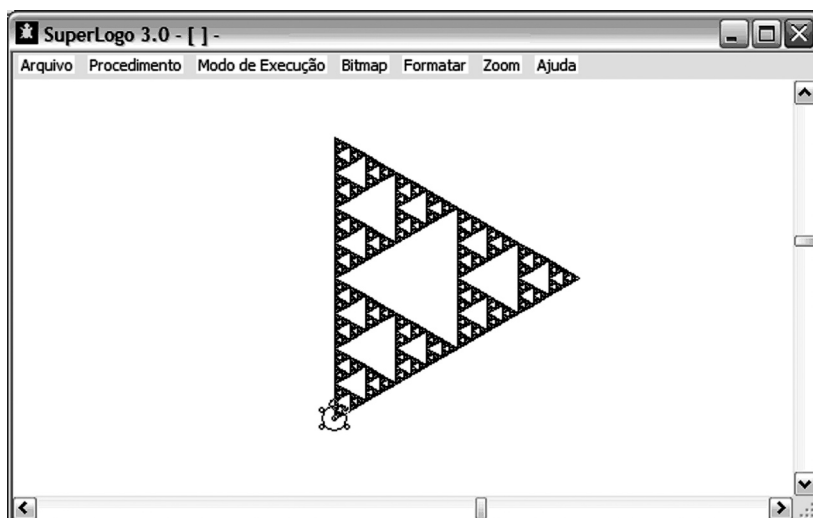 SuperLogo 3.0 - [ ] -
Arquivo Procedimento Modo de Execução Bitmap Formatar Zoom Ajuda